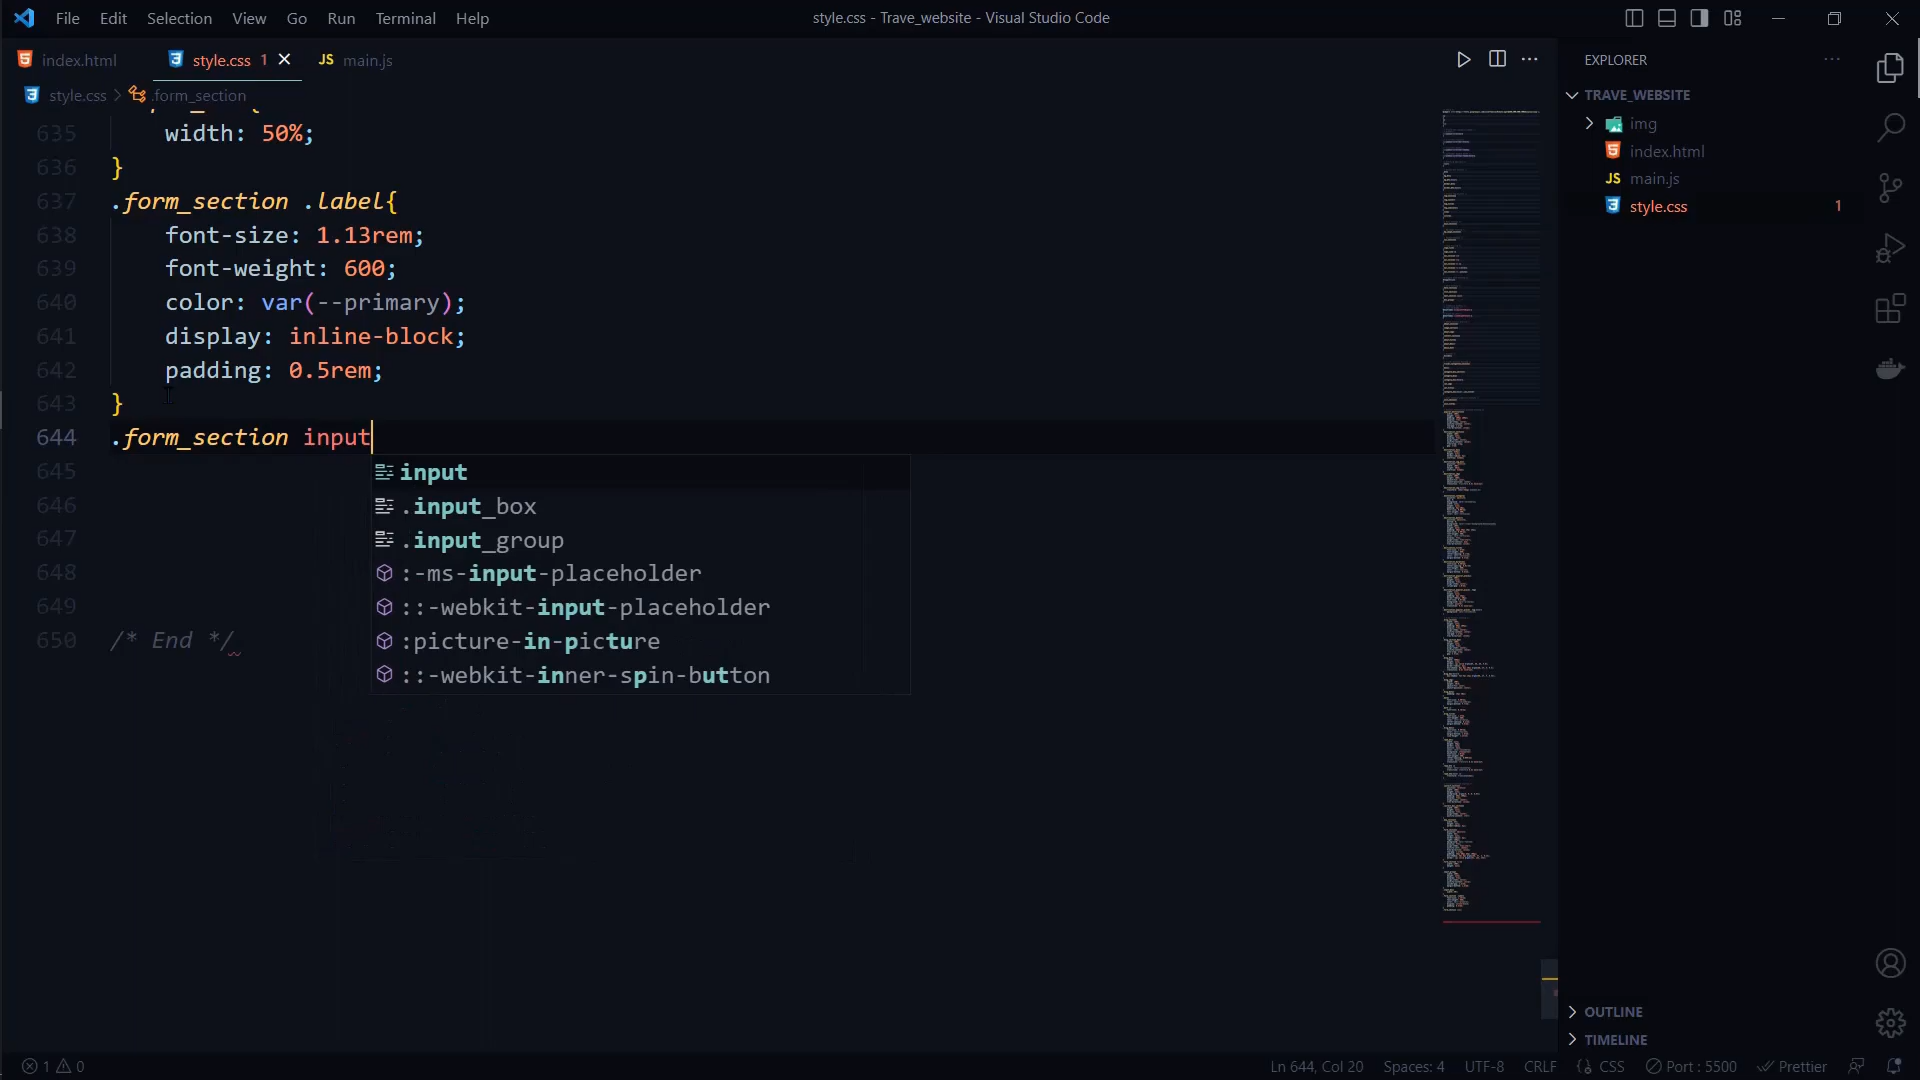 File Edit Selection View Go Run Terminal Help
style.css - Trave_website - Visual Studio Code
index.html
style.css 1
JS main.js
style.css > .form_section
EXPLORER
TRAVE_WEBSITE
img
index.html
JS main.js
style.css 1
635 width: 50%;
636 }
637 .form_section .label{
638 font-size: 1.13rem;
639 font-weight: 600;
640 color: var(--primary);
641 display: inline-block;
642 padding: 0.5rem;
643 }
644 .form_section input
645
646
647
648
649
650 /* End */
input
.input_box
.input_group
:-ms-input-placeholder
::-webkit-input-placeholder
:picture-in-picture
::-webkit-inner-spin-button
OUTLINE
TIMELINE
1 0
Ln 644, Col 20 Spaces: 4 UTF-8 CRLF {} CSS Port : 5500 Prettier